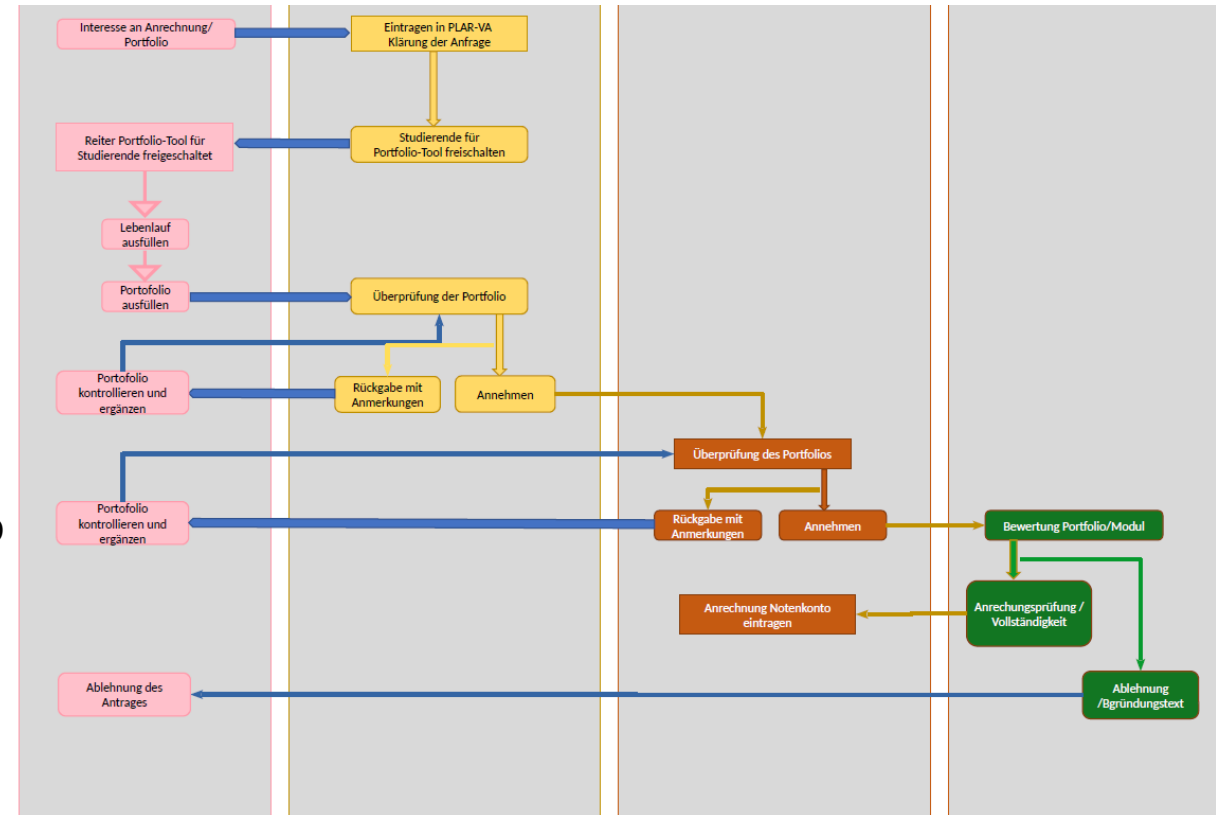 Interesse an Anrechnung/
Portfolio
Eintragen in PLAR-VA
Klärung der Anfrage
Reiter Portfolio-Tool für
Studierende freigeschaltet
Studierende für
Portfolio-Tool freischalten
Lebenlauf
ausfüllen
Portofolio
ausfüllen
Überprüfung der Portfolio
Portofolio
kontrollieren und
ergänzen
Rückgabe mit
Anmerkungen
Annehmen
Überprüfung des Portfolios
Portofolio
kontrollieren und
ergänzen
Rückgabe mit
Anmerkungen
Annehmen
Bewertung Portfolio/Modul
Anrechnung Notenkonto
eintragen
Anrechungsprüfung /
Vollständigkeit
Ablehnung des
Antrages
Ablehnung
/Bgründungstext